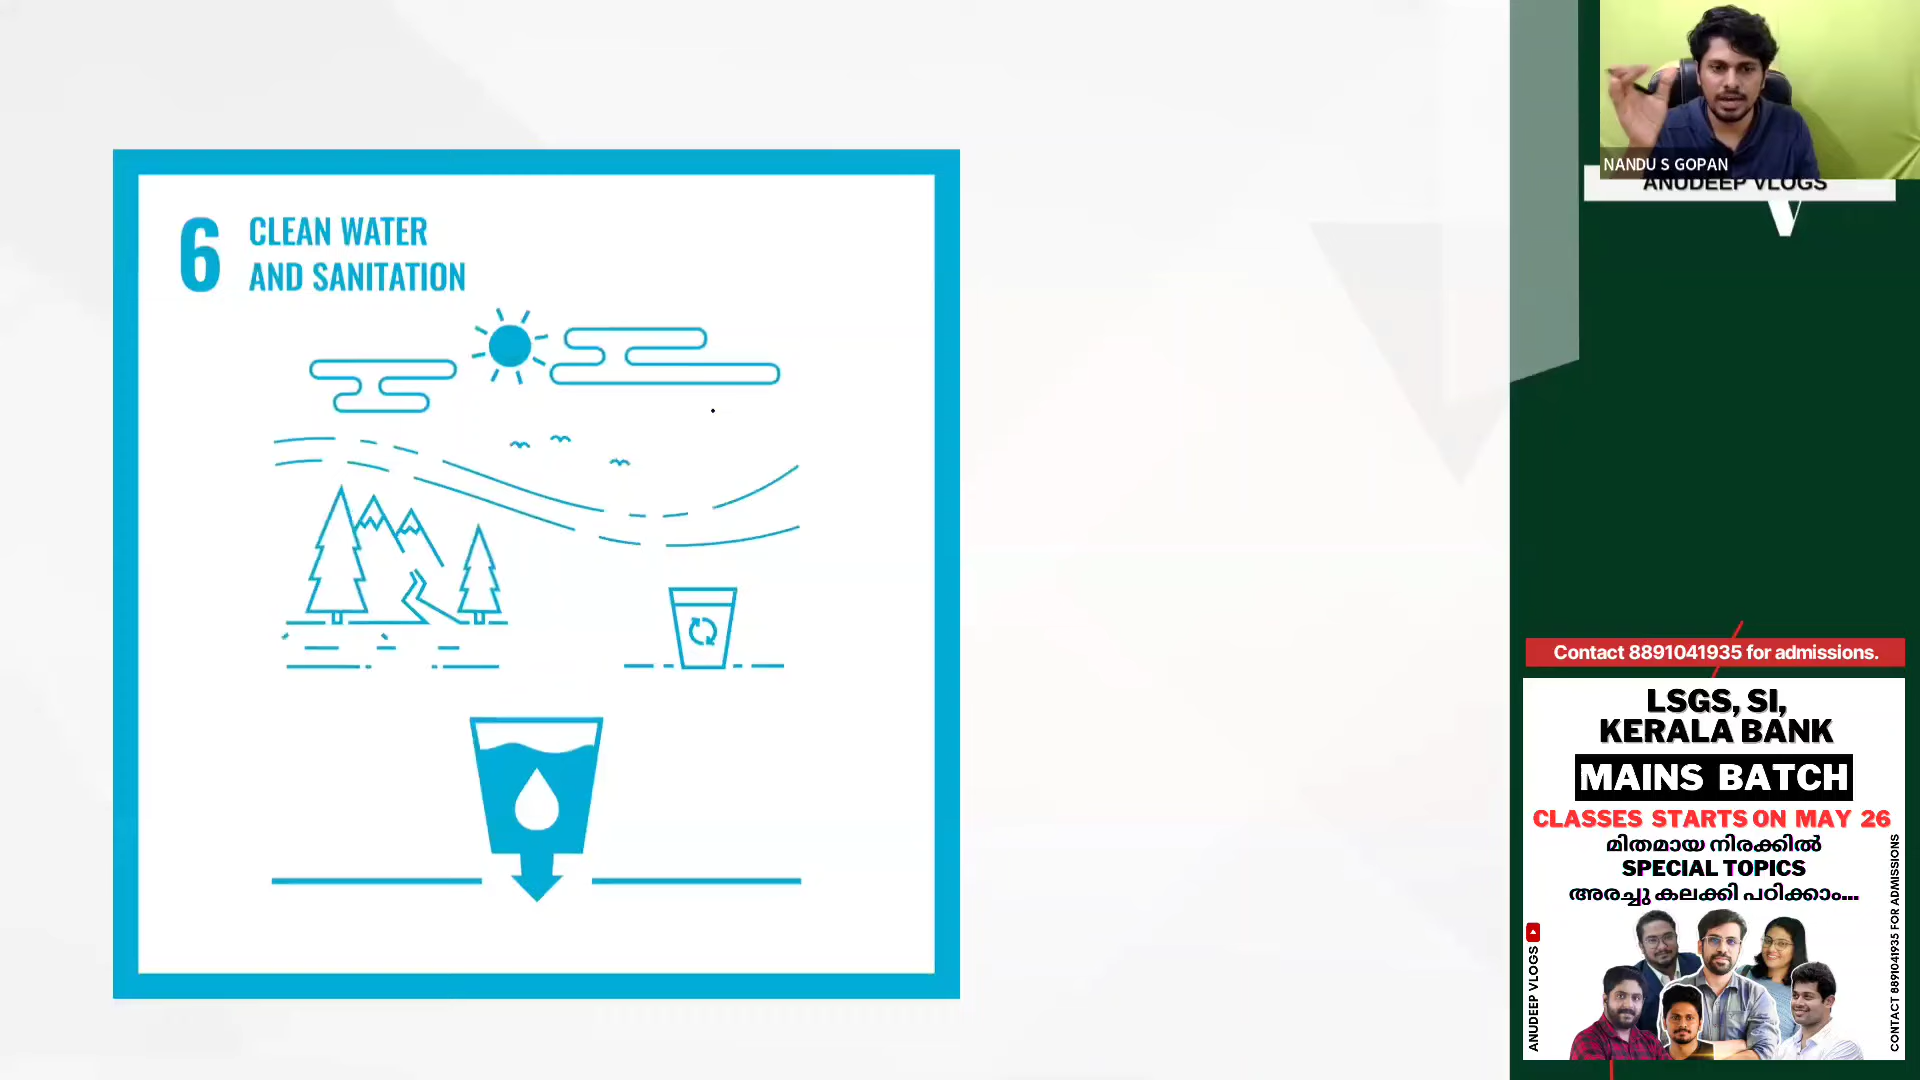 6 CLEAN WATER
AND SANITATION
NANDU S GOPAN
ANUDEEP VLOGS
Contact 8891041935 for admissions.
LSGS, SI,
KERALA BANK
MAINS BATCH
CLASSES STARTS ON MAY 26
മിതമായ നിരക്കിൽ
SPECIAL TOPICS
അരച്ചു കലക്കി പഠിക്കാം...
ANUDEEP VLOGS
CONTACT 8891041935 FOR ADMISSIONS